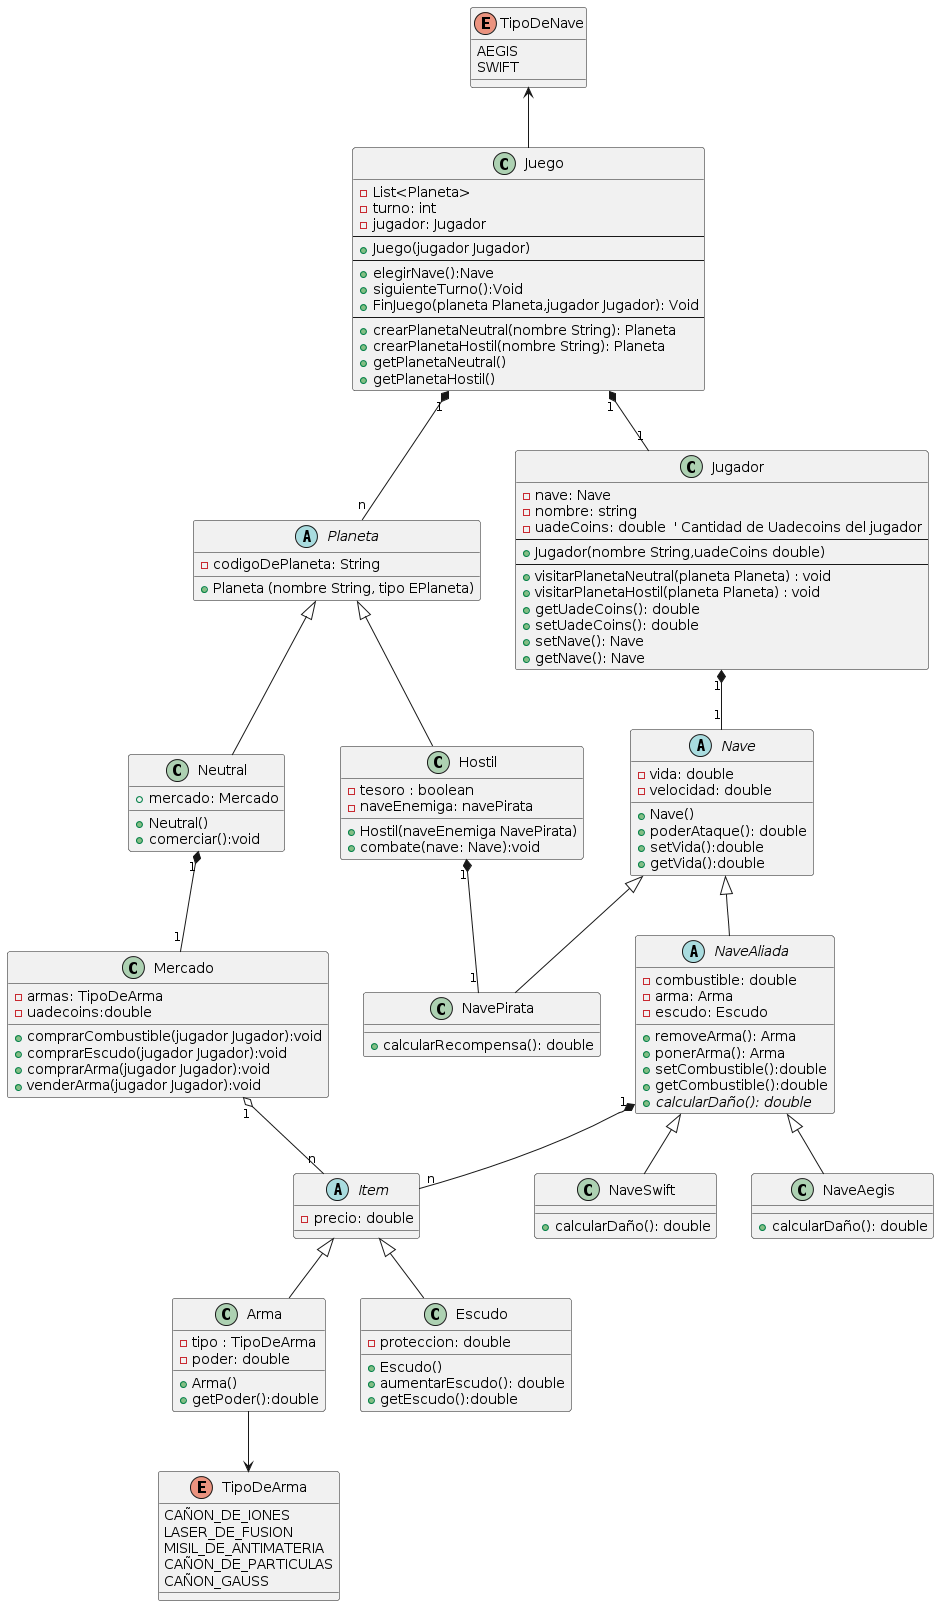 E TipoDeNave
AEGIS
SWIFT
C Juego
List<Planeta>
turno: int
jugador: Jugador
Juego(jugador Jugador)
elegirNave():Nave
siguienteTurno():Void
FinJuego(planeta Planeta,jugador Jugador): Void
crearPlanetaNeutral(nombre String): Planeta
crearPlanetaHostil(nombre String): Planeta
getPlanetaNeutral()
getPlanetaHostil()
1
1
1
n
C Jugador
nave: Nave
nombre: string
uadeCoins: double ' Cantidad de Uadecoins del jugador
Jugador(nombre String,uadeCoins double)
visitarPlanetaNeutral(planeta Planeta) : void
visitarPlanetaHostil(planeta Planeta) : void
getUadeCoins(): double
setUadeCoins(): double
setNave(): Nave
getNave(): Nave
A Planeta
codigoDePlaneta: String
Planeta (nombre String, tipo EPlaneta)
1
1
C Neutral
mercado: Mercado
Neutral()
comerciar():void
C Hostil
tesoro : boolean
naveEnemiga: navePirata
Hostil(naveEnemiga NavePirata)
combate(nave: Nave):void
A Nave
vida: double
velocidad: double
Nave()
poderAtaque(): double
setVida():double
getVida():double
1
1
1
1
C Mercado
armas: TipoDeArma
uadecoins:double
comprarCombustible(jugador Jugador):void
comprarEscudo(jugador Jugador):void
comprarArma(jugador Jugador):void
venderArma(jugador Jugador):void
C NavePirata
calcularRecompensa(): double
A NaveAliada
combustible: double
arma: Arma
escudo: Escudo
removeArma(): Arma
ponerArma(): Arma
setCombustible():double
getCombustible():double
calcularDaño(): double
1
1
n
n
A Item
precio: double
C NaveSwift
calcularDaño(): double
C NaveAegis
calcularDaño(): double
C Arma
tipo : TipoDeArma
poder: double
Arma()
getPoder():double
C Escudo
proteccion: double
Escudo()
aumentarEscudo(): double
getEscudo():double
E TipoDeArma
CAÑON_DE_IONES
LASER_DE_FUSION
MISIL_DE_ANTIMATERIA
CAÑON_DE_PARTICULAS
CAÑON_GAUSS